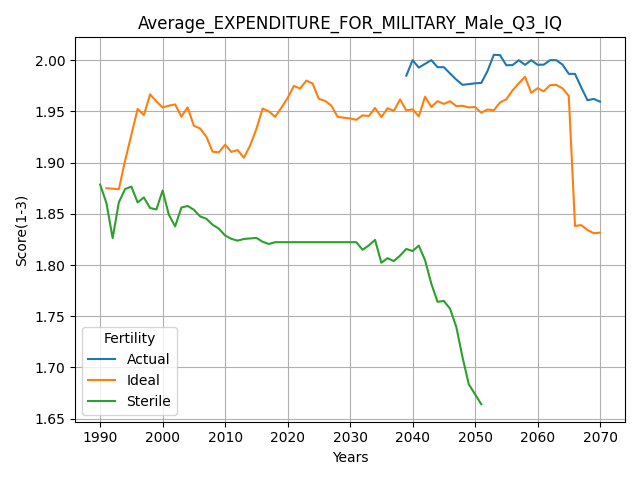 Average_EXPENDITURE_FOR_MILITARY_Male_Q3_IQ
Score(1-3)
2.00
1.95
1.90
1.85
1.80
1.75
1.70
1.65
Fertility
Actual
Ideal
Sterile
1990 2000 2010 2020 2030 2040 2050 2060 2070
Years